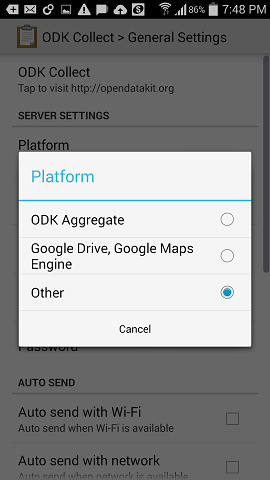 86% 7:48 PM
ODK Collect > General Settings
ODK Collect
Tap to visit http://opendatakit.org
SERVER SETTINGS
Platform
Platform
ODK Aggregate
Google Drive, Google Maps
Engine
Other
Cancel
Password
AUTO SEND
Auto send with Wi-Fi
Auto send when Wi-Fi is available
Auto send with network
Auto send when network is available